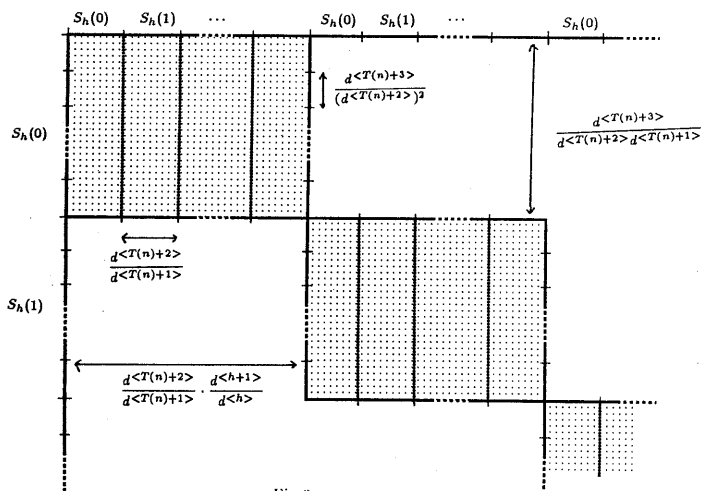 S_h(0) S_h(1) ... S_h(0) S_h(1) ... S_h(0)
d^{<T(n)+3>} / (d^{<T(n)+2>})^2
d^{<T(n)+3>} / d^{<T(n)+2>} d^{<T(n)+1>}
S_h(0)
d^{<T(n)+2>} / d^{<T(n)+1>}
S_h(1)
d^{<T(n)+2>} / d^{<T(n)+1>} · d^{<h+1>} / d^{<h>}